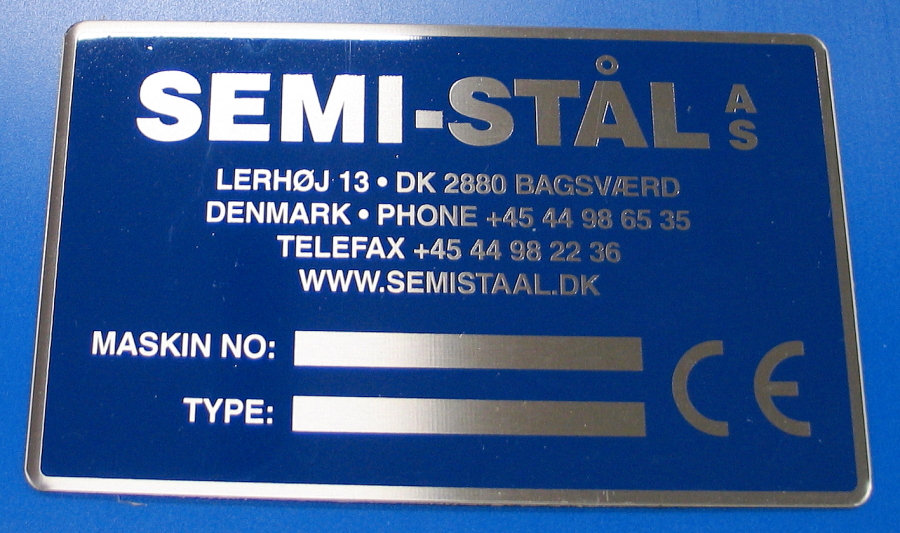 SEMI-STÅL AS
LERHØJ 13 • DK 2880 BAGSVÆRD
DENMARK • PHONE +45 44 98 65 35
TELEFAX +45 44 98 22 36
WWW.SEMISTAAL.DK
MASKIN NO:
TYPE:
CE